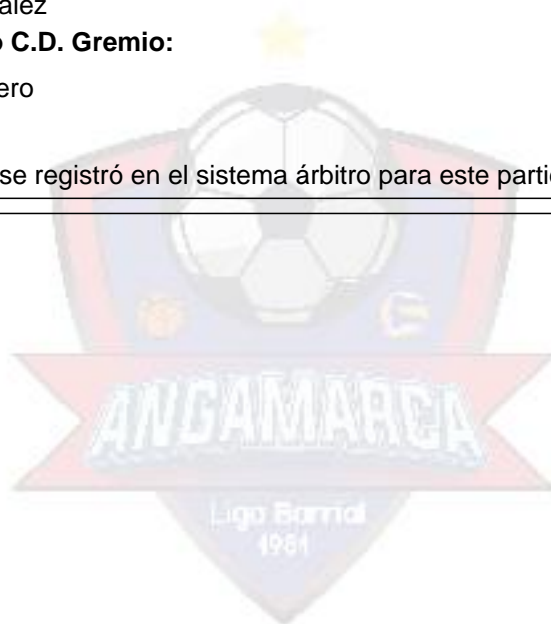 alez
o C.D. Gremio:
ero
se registró en el sistema árbitro para este parti
ANGAMARCA
Liga Barrial
1981